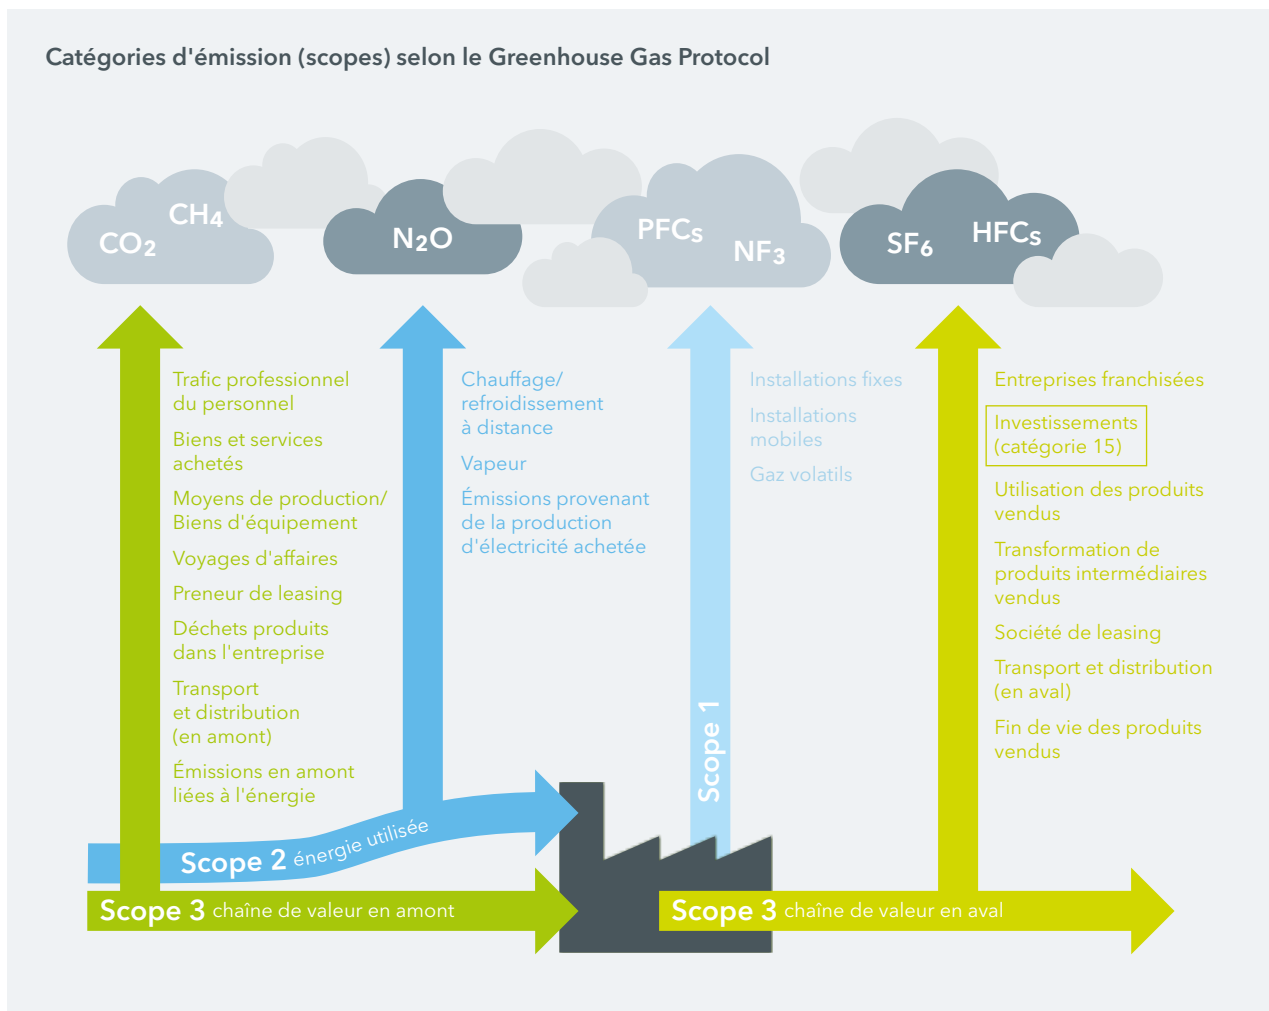 Catégories d'émission (scopes) selon le Greenhouse Gas Protocol
CH4
CO2
N2O
PFCs
NF3
SF6
HFCs
Trafic professionnel
du personnel
Biens et services
achetés
Moyens de production/
Biens d'équipement
Voyages d'affaires
Preneur de leasing
Déchets produits
dans l'entreprise
Transport
et distribution
(en amont)
Émissions en amont
liées à l'énergie
Chauffage/
refroidissement
à distance
Vapeur
Émissions provenant
de la production
d'électricité achetée
Installations fixes
Installations
mobiles
Gaz volatils
Scope 1
Entreprises franchisées
Investissements
(catégorie 15)
Utilisation des produits
vendus
Transformation de
produits intermédiaires
vendus
Société de leasing
Transport et distribution
(en aval)
Fin de vie des produits
vendus
Scope 2 énergie utilisée
Scope 3 chaîne de valeur en amont
Scope 3 chaîne de valeur en aval